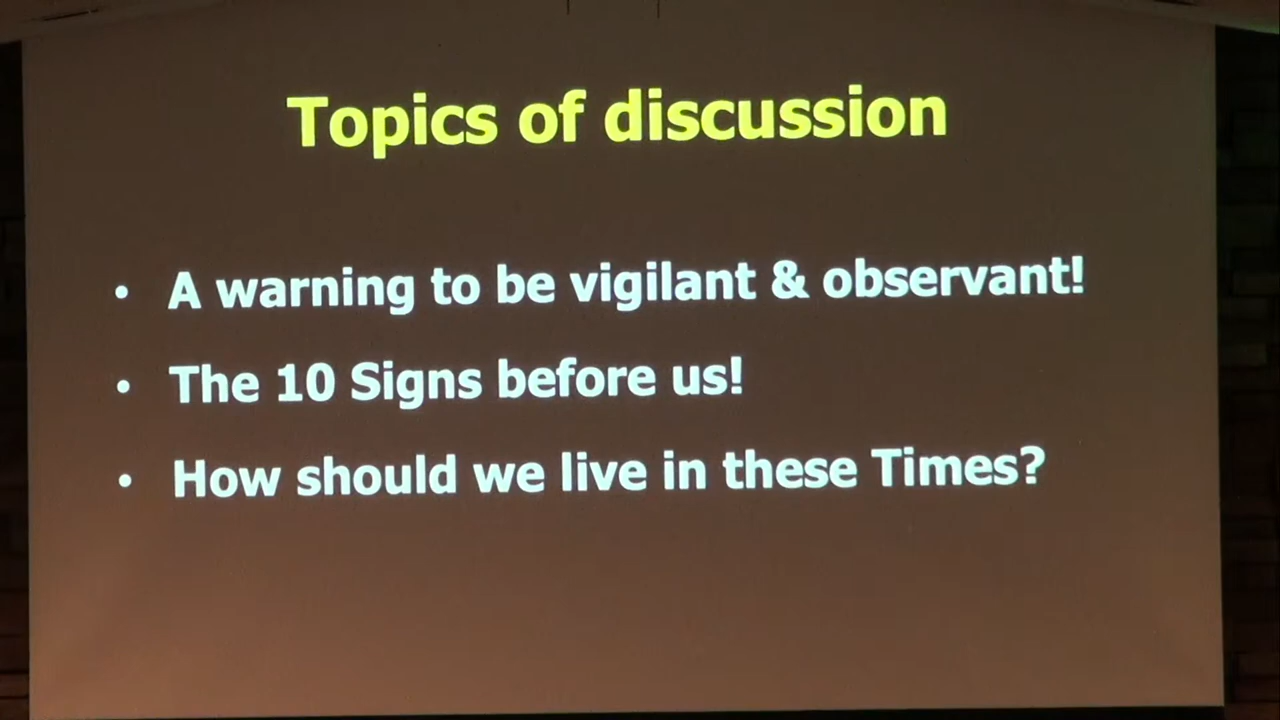 Topics of discussion
• A warning to be vigilant & observant!
• The 10 Signs before us!
• How should we live in these Times?